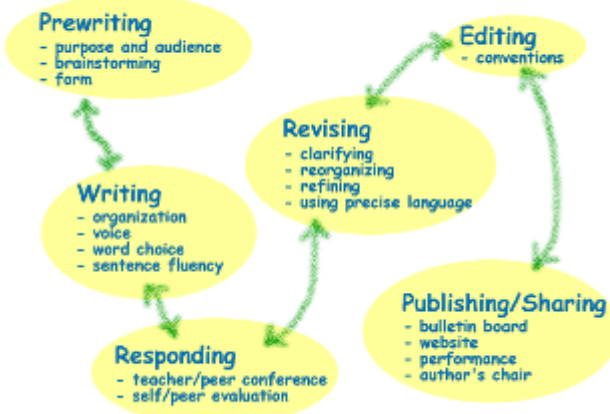 Prewriting
- purpose and audience
- brainstorming
- form
Writing
- organization
- voice
- word choice
- sentence fluency
Responding
- teacher/peer conference
- self/peer evaluation
Revising
- clarifying
- reorganizing
- refining
- using precise language
Editing
- conventions
Publishing/Sharing
- bulletin board
- website
- performance
- author's chair